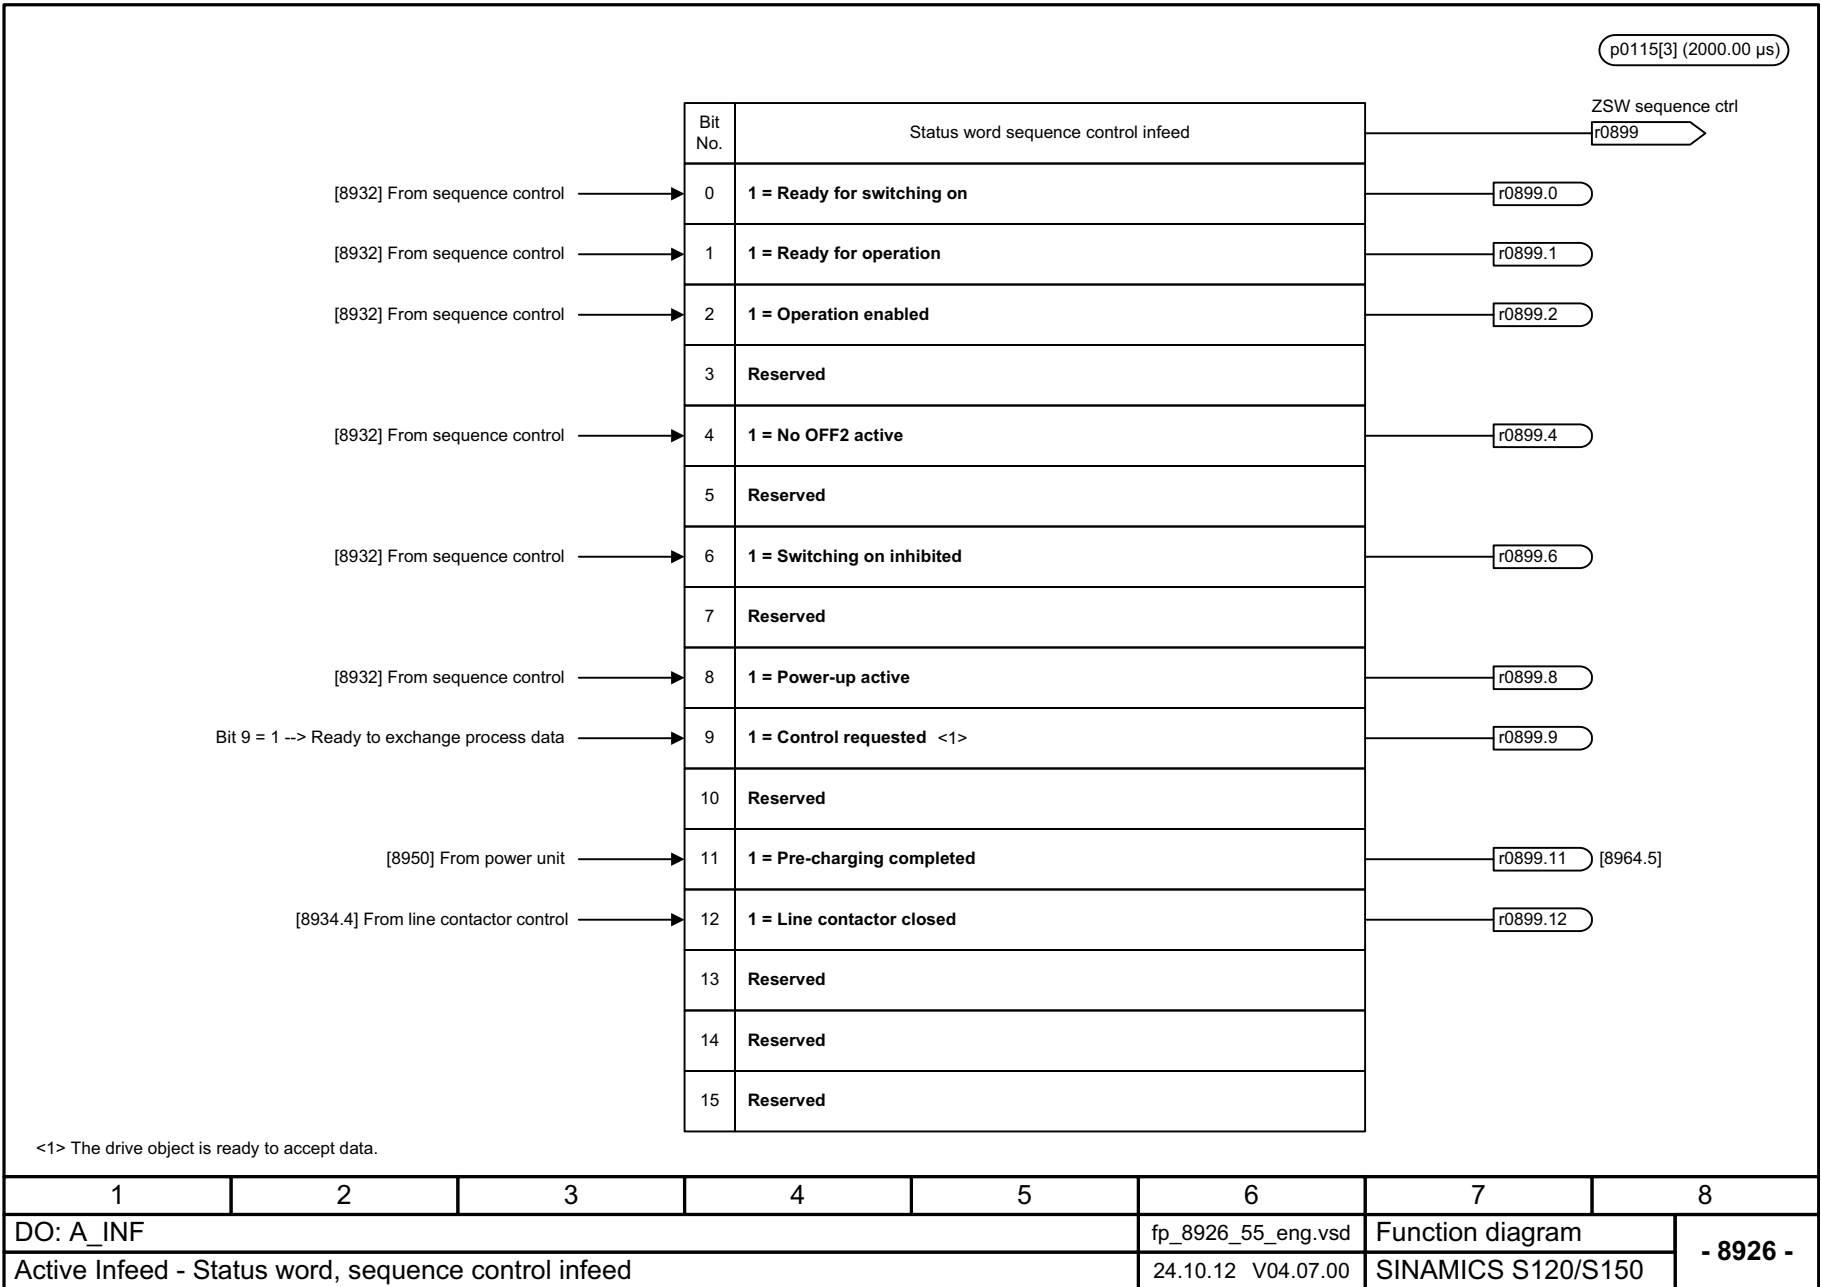 p0115[3] (2000.00 µs)
ZSW sequence ctrl
Bit No. Status word sequence control infeed r0899
[8932] From sequence control 0 1 = Ready for switching on r0899.0
[8932] From sequence control 1 1 = Ready for operation r0899.1
[8932] From sequence control 2 1 = Operation enabled r0899.2
3 Reserved
[8932] From sequence control 4 1 = No OFF2 active r0899.4
5 Reserved
[8932] From sequence control 6 1 = Switching on inhibited r0899.6
7 Reserved
[8932] From sequence control 8 1 = Power-up active r0899.8
Bit 9 = 1 --> Ready to exchange process data 9 1 = Control requested <1> r0899.9
10 Reserved
[8950] From power unit 11 1 = Pre-charging completed r0899.11 [8964.5]
[8934.4] From line contactor control 12 1 = Line contactor closed r0899.12
13 Reserved
14 Reserved
15 Reserved
<1> The drive object is ready to accept data.
1 2 3 4 5 6 7 8
DO: A_INF fp_8926_55_eng.vsd Function diagram
- 8926 -
Active Infeed - Status word, sequence control infeed 24.10.12 V04.07.00 SINAMICS S120/S150